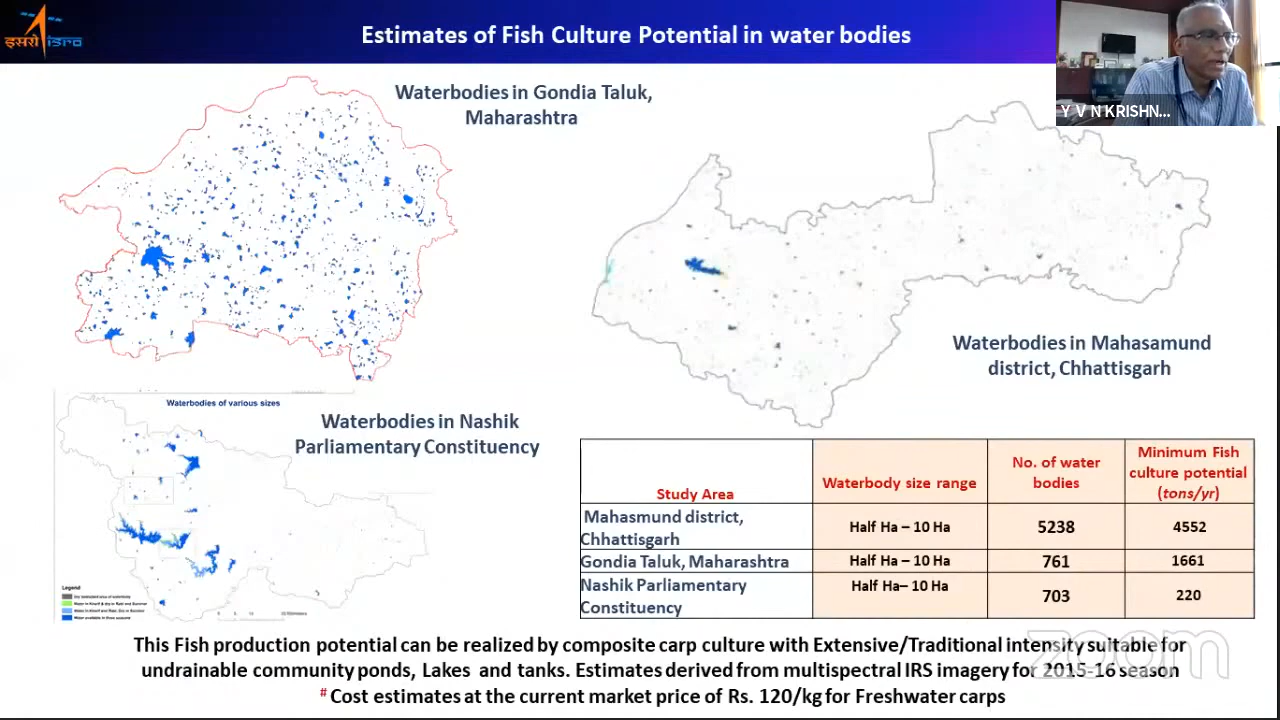 इसरो isro
Estimates of Fish Culture Potential in water bodies
Y V N KRISHN...
Waterbodies in Gondia Taluk,
Maharashtra
Waterbodies in Mahasamund
district, Chhattisgarh
Waterbodies of various sizes
Waterbodies in Nashik
Parliamentary Constituency
Legend
Water available in three seasons
Study Area
Waterbody size range
No. of water
bodies
Minimum Fish
culture potential
(tons/yr)
Mahasmund district,
Chhattisgarh
Half Ha – 10 Ha
5238
4552
Gondia Taluk, Maharashtra
Half Ha – 10 Ha
761
1661
Nashik Parliamentary
Constituency
Half Ha– 10 Ha
703
220
This Fish production potential can be realized by composite carp culture with Extensive/Traditional intensity suitable for
undrainable community ponds, Lakes and tanks. Estimates derived from multispectral IRS imagery for 2015-16 season
# Cost estimates at the current market price of Rs. 120/kg for Freshwater carps
zoom